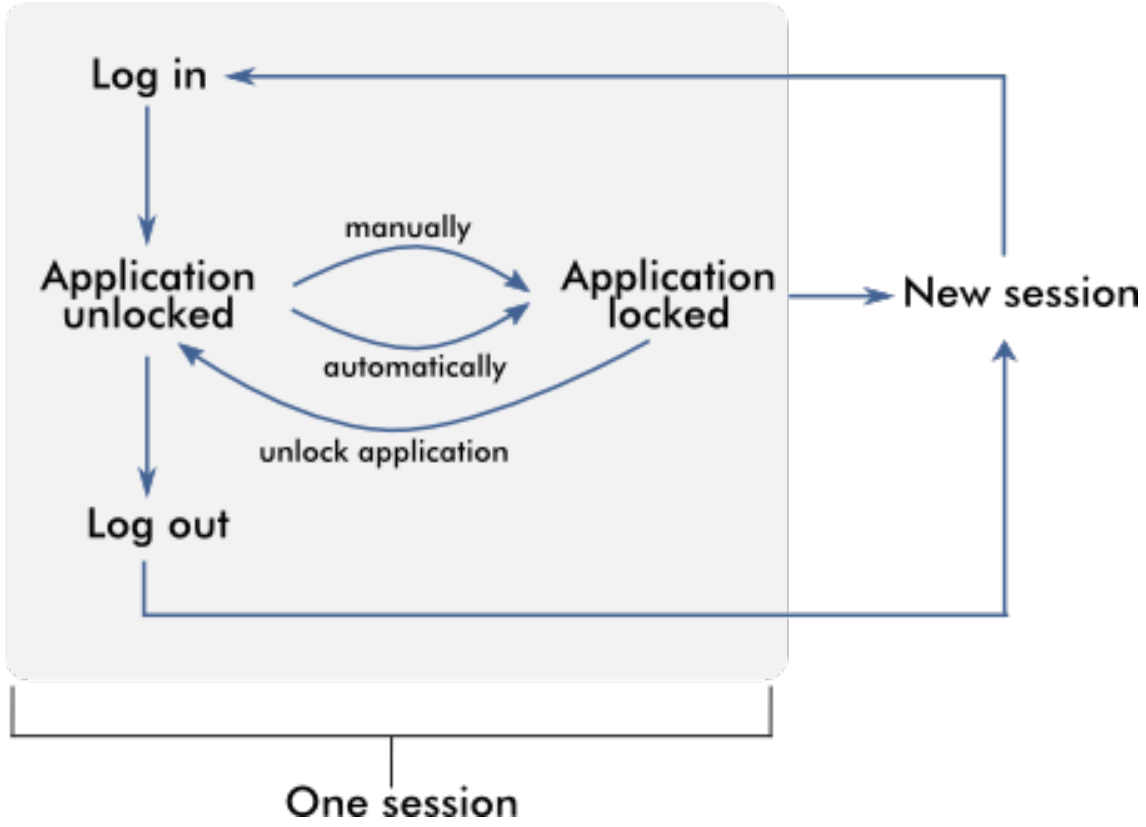 Log in
manually
Application
unlocked
Application
locked
New session
automatically
unlock application
Log out
One session